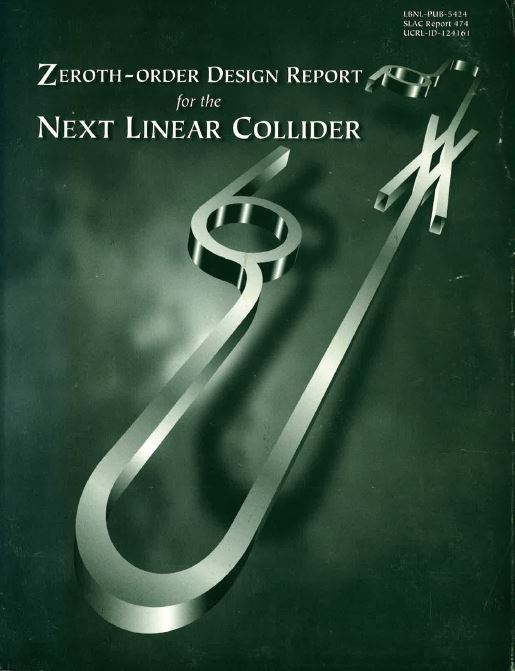 LBNL-PUB-5424
SLAC Report 474
UCRL-ID-124161
ZEROTH-ORDER DESIGN REPORT
for the
NEXT LINEAR COLLIDER